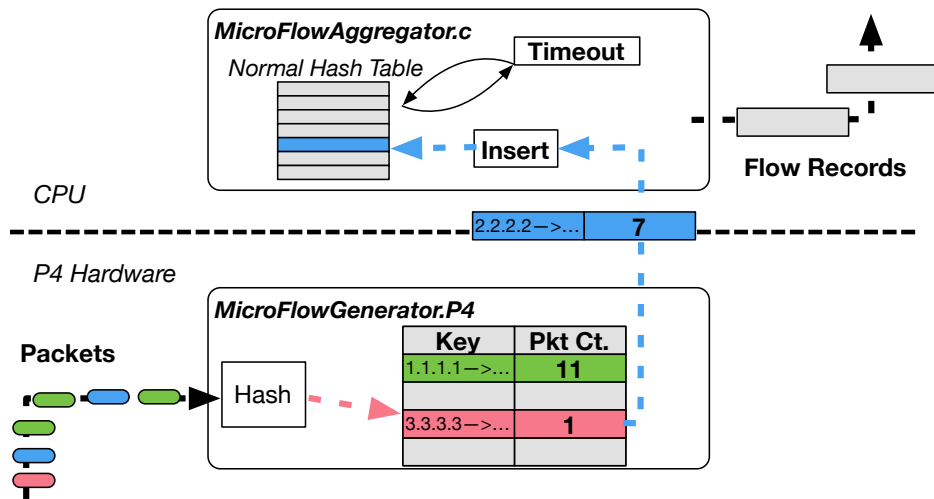 MicroFlowAggregator.c
Normal Hash Table
Timeout
Insert
Flow Records
CPU
2.2.2.2—>... 7
P4 Hardware
MicroFlowGenerator.P4
Packets
Hash
Key Pkt Ct.
1.1.1.1—>... 11
3.3.3.3—>... 1